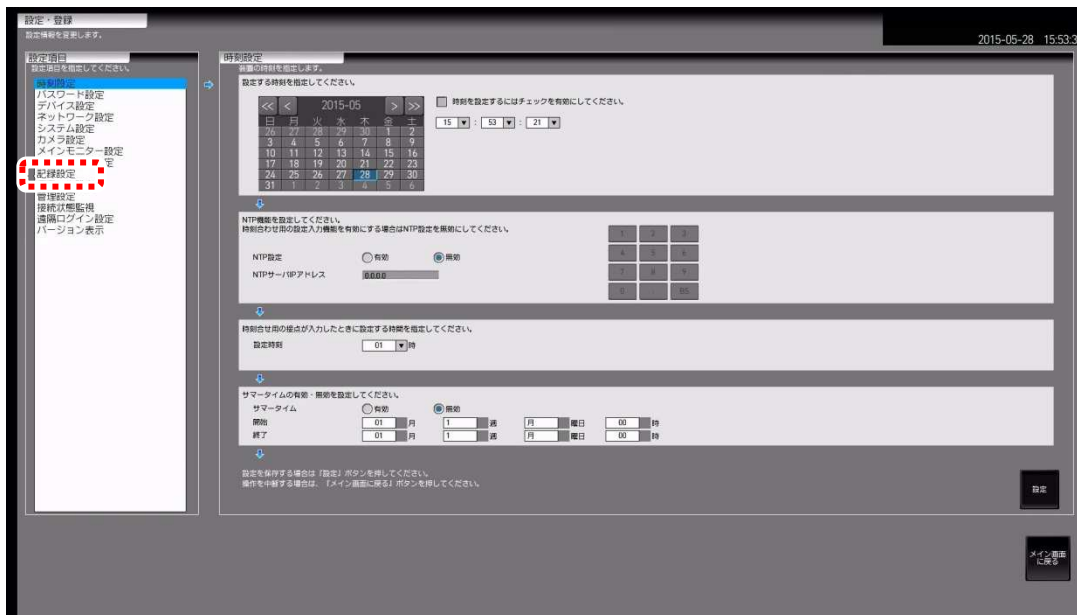 設定・登録
設定情報を変更します。
2015-05-28 15:53:3
設定項目
設定項目を指定してください。
時刻設定
パスワード設定
デバイス設定
ネットワーク設定
システム設定
カメラ設定
メインモニター設定
定
記録設定
管理設定
接続状態監視
遠隔ログイン設定
バージョン表示
時刻設定
装置の時刻を指定します。
設定する時刻を指定してください。
<< < 2015-05 > >>
日 月 火 水 木 金 土
26 27 28 29 30 1 2
3 4 5 6 7 8 9
10 11 12 13 14 15 16
17 18 19 20 21 22 23
24 25 26 27 28 29 30
31 1 2 3 4 5 6
時刻を設定するにはチェックを有効にしてください。
15 : 53 : 21
NTP機能を設定してください。
時刻合わせ用の設定入力機能を有効にする場合はNTP設定を無効にしてください。
NTP設定 有効 無効
NTPサーバIPアドレス 0.0.0.0
1 2 3
4 5 6
7 8 9
0 . BS
時刻合せ用の接点が入力したときに設定する時間を指定してください。
設定時刻 01 時
サマータイムの有効・無効を設定してください。
サマータイム 有効 無効
開始 01 月 1 週 月 曜日 00 時
終了 01 月 1 週 月 曜日 00 時
設定を保存する場合は「設定」ボタンを押してください。
操作を中断する場合は、「メイン画面に戻る」ボタンを押してください。
設定
メイン画面
に戻る